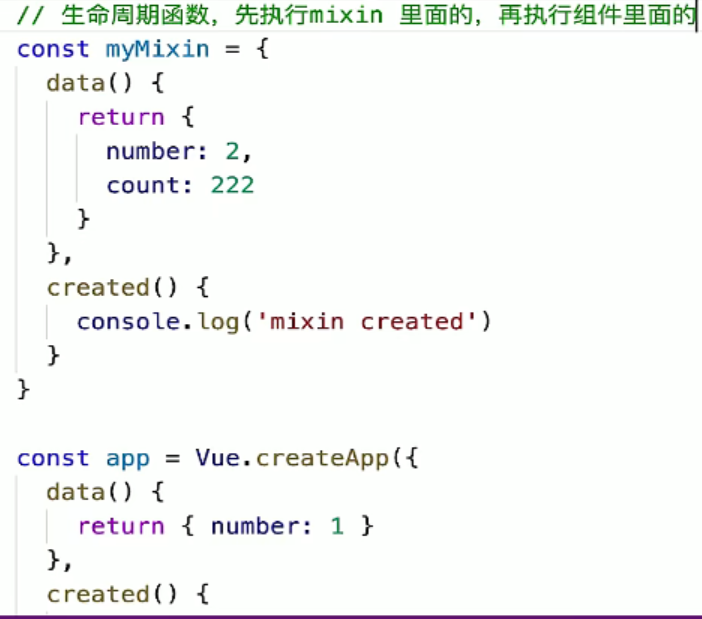 // 生命周期函数，先执行mixin 里面的，再执行组件里面的
const myMixin = {
  data() {
    return {
      number: 2,
      count: 222
    }
  },
  created() {
    console.log('mixin created')
  }
}
const app = Vue.createApp({
  data() {
    return { number: 1 }
  },
  created() {